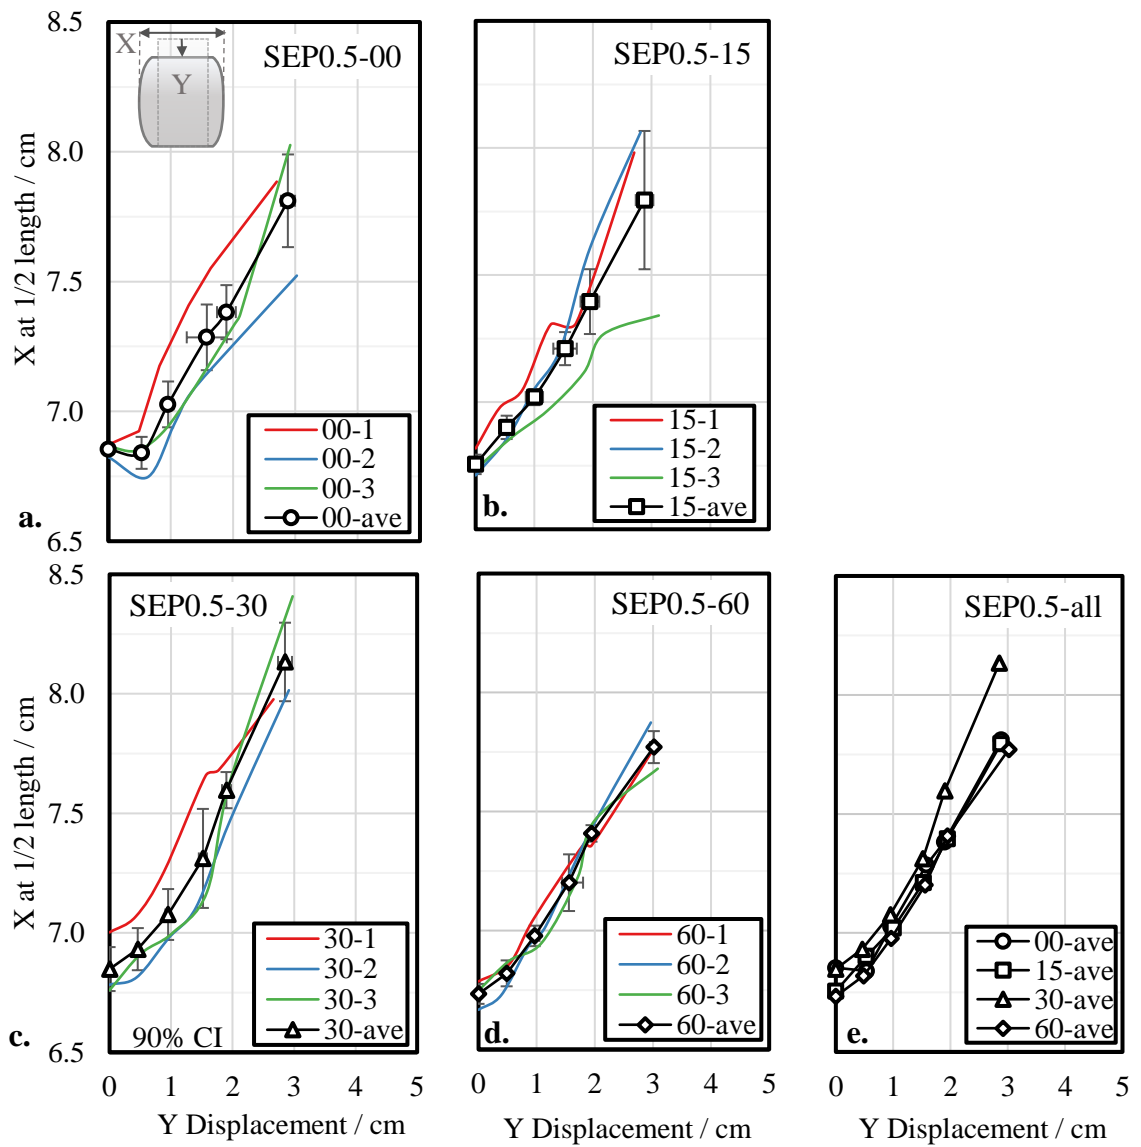 8.5
8.0
7.5
7.0
6.5
X at 1/2 length / cm
X
Y
SEP0.5-00
00-1
00-2
00-3
00-ave
a.
SEP0.5-15
15-1
15-2
15-3
15-ave
b.
8.5
8.0
7.5
7.0
6.5
X at 1/2 length / cm
SEP0.5-30
30-1
30-2
30-3
30-ave
90% CI
c.
0 1 2 3 4 5
Y Displacement / cm
SEP0.5-60
60-1
60-2
60-3
60-ave
d.
0 1 2 3 4 5
Y Displacement / cm
SEP0.5-all
00-ave
15-ave
30-ave
60-ave
e.
0 1 2 3 4 5
Y Displacement / cm